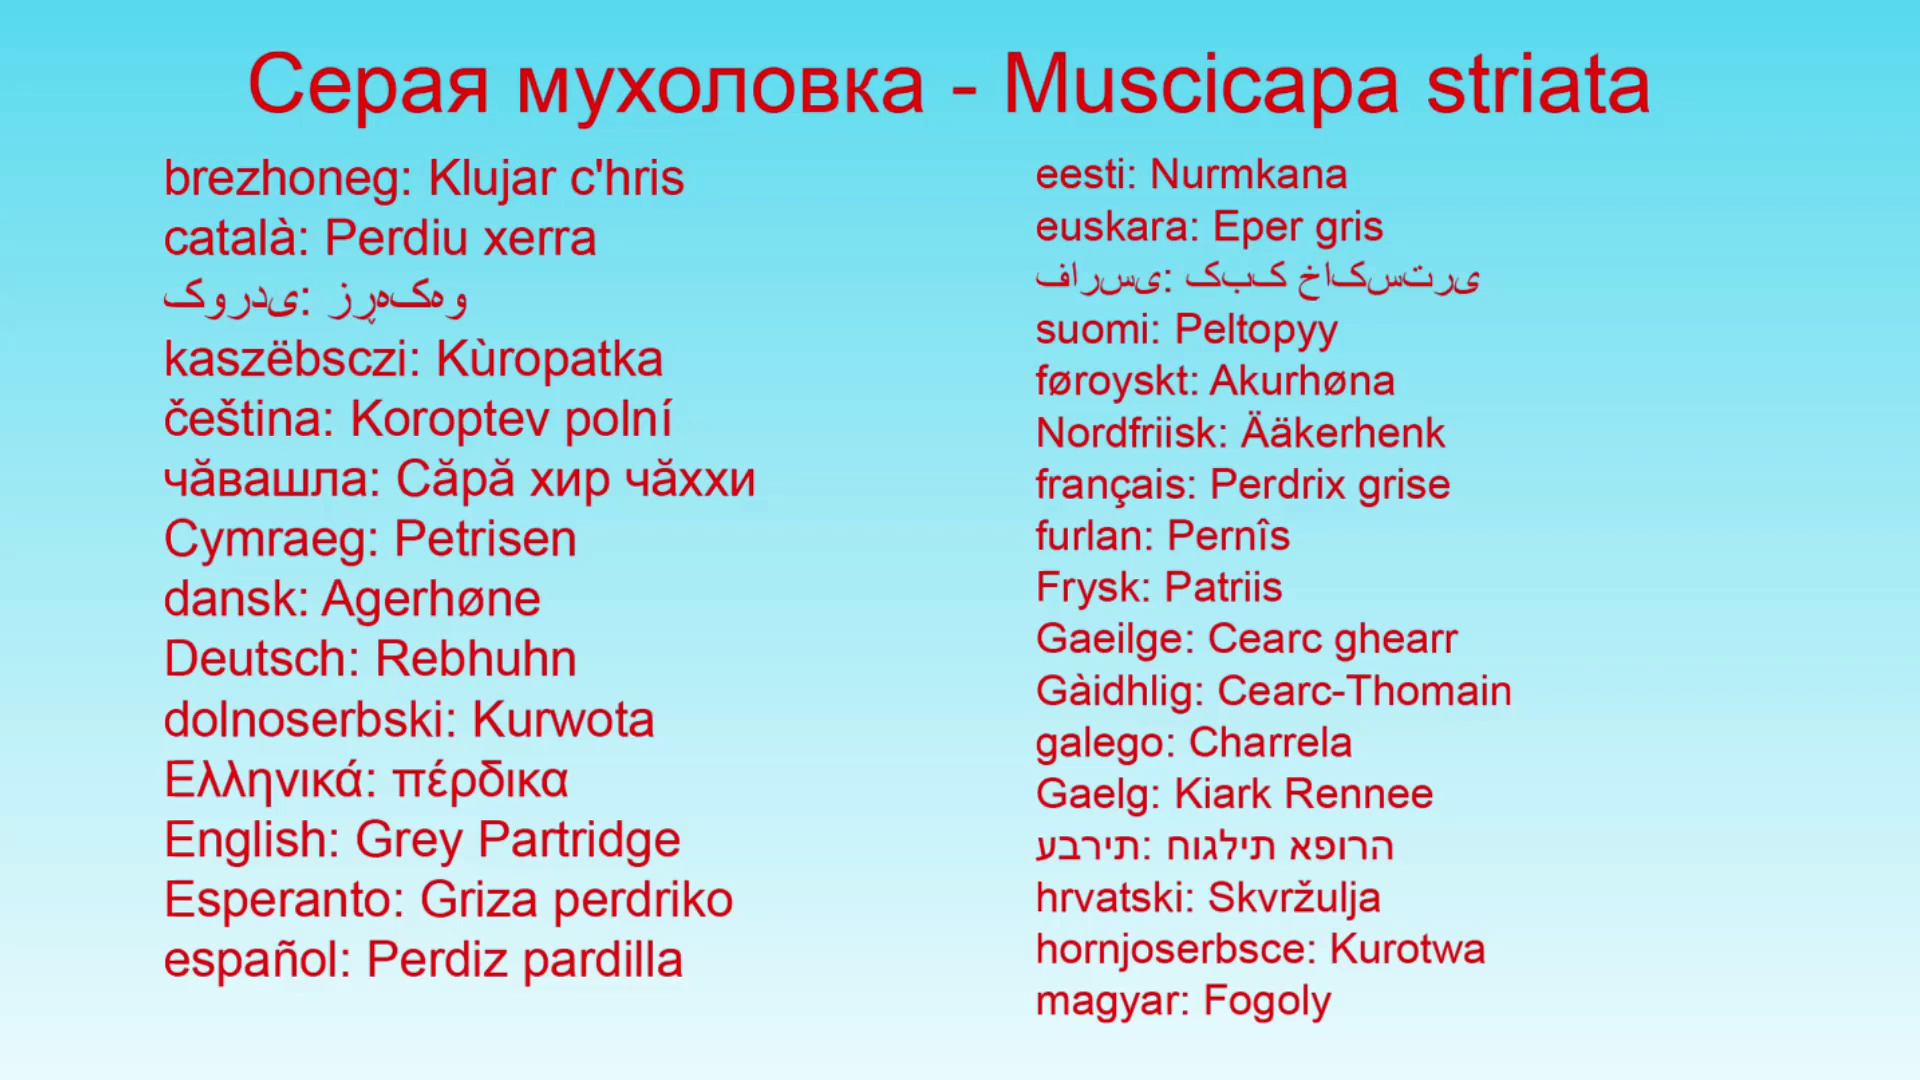 Серая мухоловка - Muscicapa striata
brezhoneg: Klujar c'hris
català: Perdiu xerra
کوردی: زڕەکەو
kaszëbsczi: Kùropatka
čeština: Koroptev polní
чӑвашла: Сӑрӑ хир чӑххи
Cymraeg: Petrisen
dansk: Agerhøne
Deutsch: Rebhuhn
dolnoserbski: Kurwota
Ελληνικά: πέρδικα
English: Grey Partridge
Esperanto: Griza perdriko
español: Perdiz pardilla
eesti: Nurmkana
euskara: Eper gris
فارسی: کبک خاکستری
suomi: Peltopyy
føroyskt: Akurhøna
Nordfriisk: Ääkerhenk
français: Perdrix grise
furlan: Pernîs
Frysk: Patriis
Gaeilge: Cearc ghearr
Gàidhlig: Cearc-Thomain
galego: Charrela
Gaelg: Kiark Rennee
עברית: חוגלית אפורה
hrvatski: Skvržulja
hornjoserbsce: Kurotwa
magyar: Fogoly